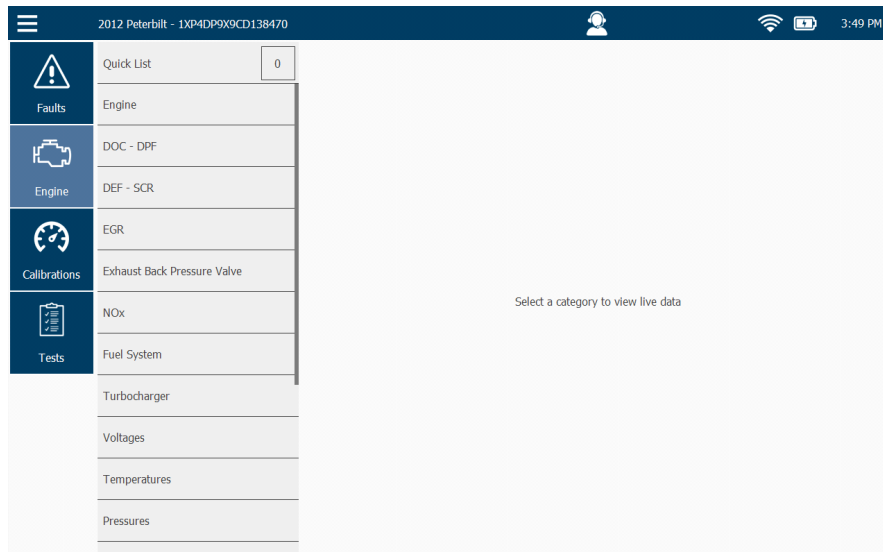 2012 Peterbilt - 1XP4DP9X9CD138470
3:49 PM
Faults
Engine
Calibrations
Tests
Quick List
0
Engine
DOC - DPF
DEF - SCR
EGR
Exhaust Back Pressure Valve
NOx
Fuel System
Turbocharger
Voltages
Temperatures
Pressures
Select a category to view live data